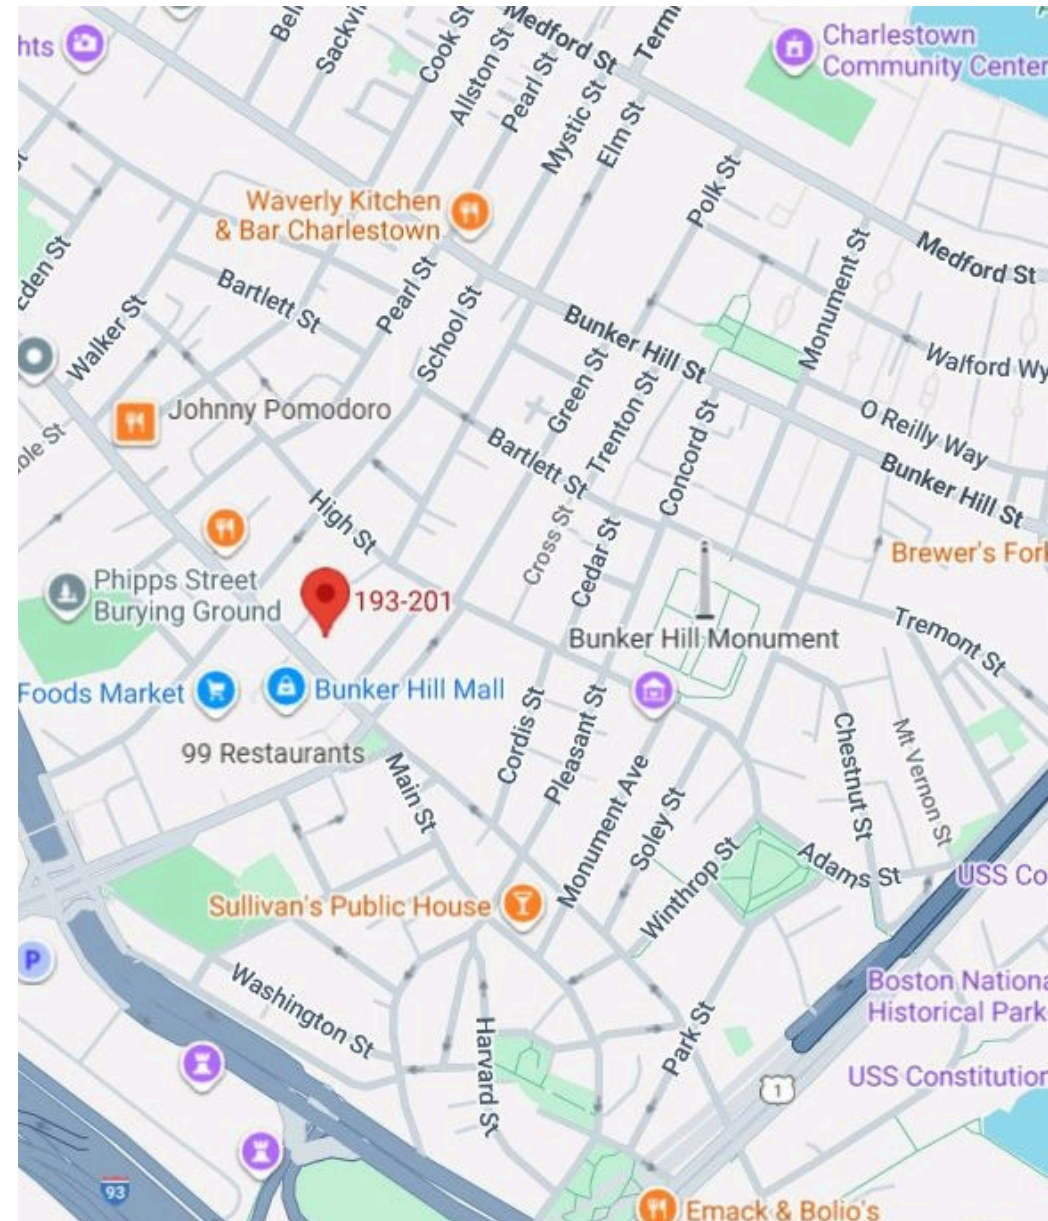 Medford St
Cook St
Allston St
Pearl St
Mystic St
Elm St
Charlestown
Community Center
Polk St
Waverly Kitchen
& Bar Charlestown
Monument St
Medford St
Eden St
Bartlett St
Pearl St
School St
Walker St
Bunker Hill St
Walford Wy
Johnny Pomodoro
Green St
Trenton St
Concord St
O Reilly Way
Bartlett St
Bunker Hill St
High St
Cross St
Cedar St
Brewer's Fork
Phipps Street
Burying Ground
193-201
Bunker Hill Monument
Tremont St
Foods Market
Bunker Hill Mall
99 Restaurants
Cordis St
Pleasant St
Main St
Chestnut St
Mt Vernon St
Monument Ave
Soley St
Winthrop St
Adams St
USS Co
Sullivan's Public House
P
Washington St
Boston Nationa
Historical Park
Harvard St
Park St
1
USS Constitution
93
Emack & Bolio's